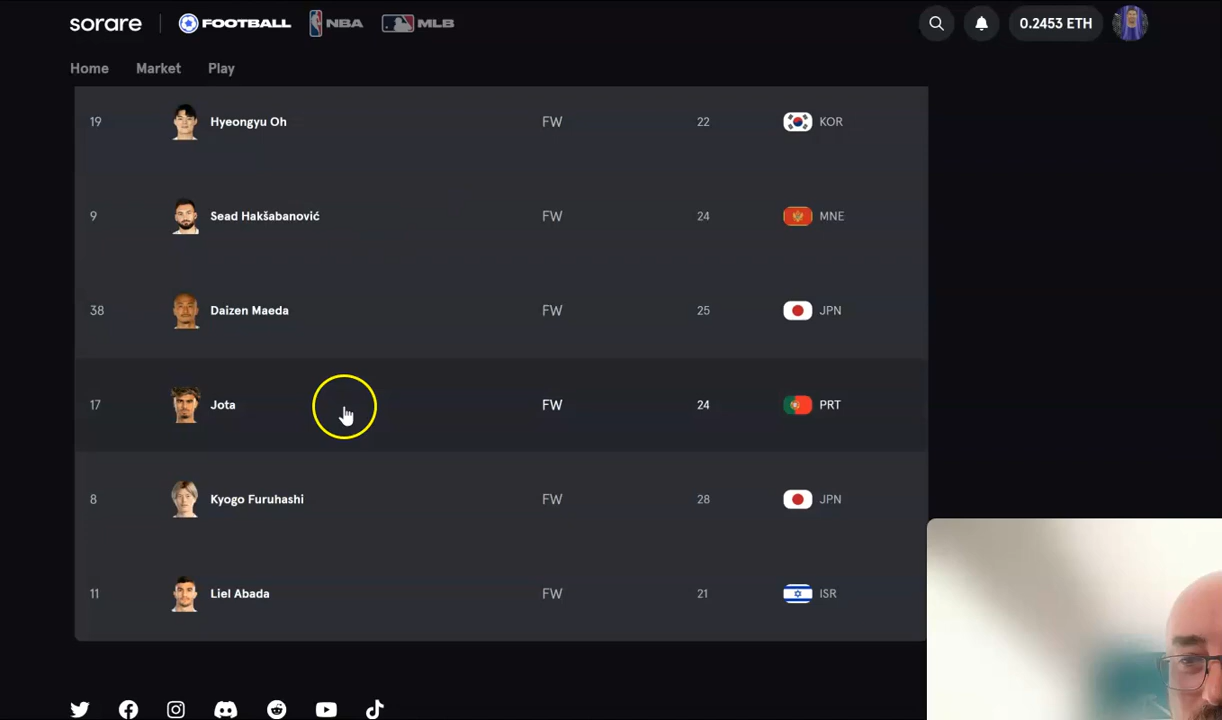 sorare FOOTBALL NBA MLB 0.2453 ETH
Home Market Play
19 Hyeongyu Oh FW 22 KOR
9 Sead Hakšabanović FW 24 MNE
38 Daizen Maeda FW 25 JPN
17 Jota FW 24 PRT
8 Kyogo Furuhashi FW 28 JPN
11 Liel Abada FW 21 ISR